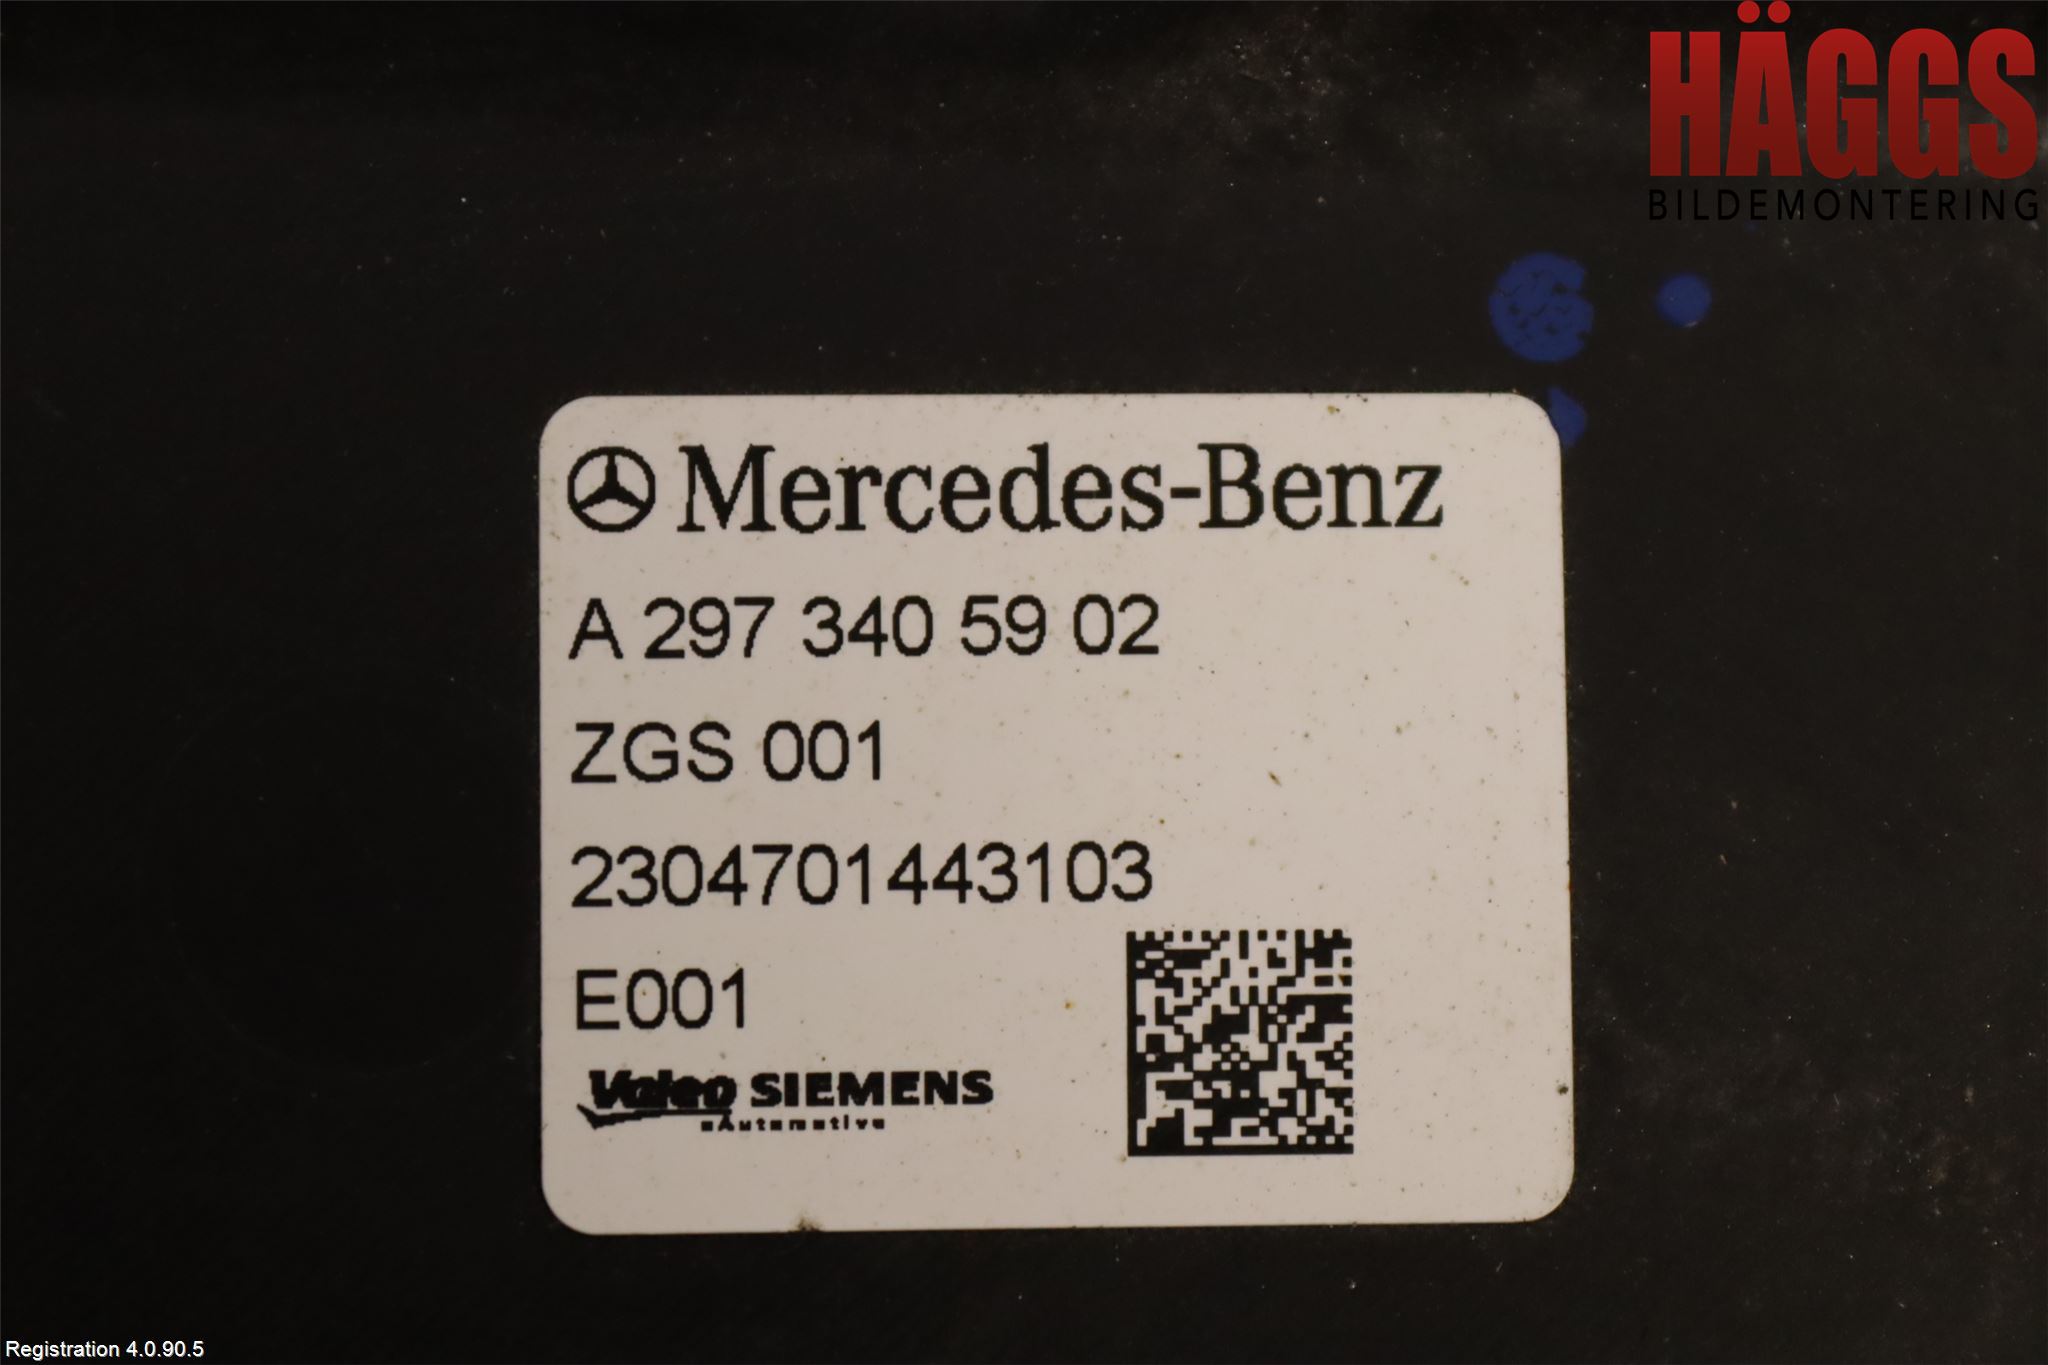 HÄGGS
BILDEMONTERING
Mercedes-Benz
A 297 340 59 02
ZGS 001
2304701443103
E001
Valeo SIEMENS
eAutomotive
Registration 4.0.90.5